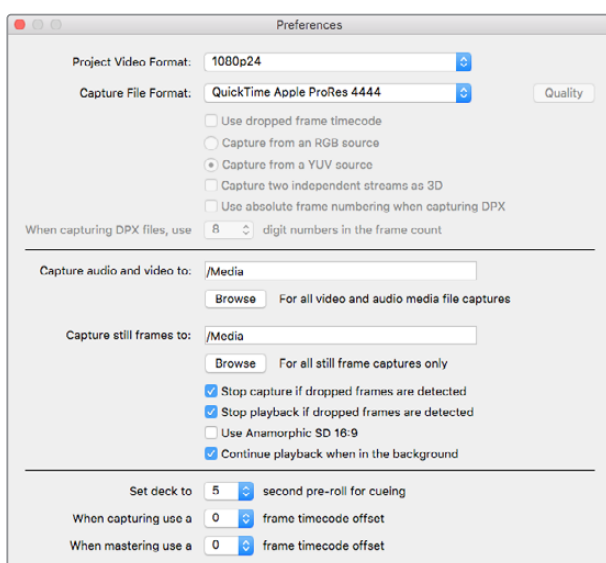 Preferences
Project Video Format: 1080p24
Capture File Format: QuickTime Apple ProRes 4444 Quality
Use dropped frame timecode
Capture from an RGB source
Capture from a YUV source
Capture two independent streams as 3D
Use absolute frame numbering when capturing DPX
When capturing DPX files, use 8 digit numbers in the frame count
Capture audio and video to: /Media
Browse For all video and audio media file captures
Capture still frames to: /Media
Browse For all still frame captures only
Stop capture if dropped frames are detected
Stop playback if dropped frames are detected
Use Anamorphic SD 16:9
Continue playback when in the background
Set deck to 5 second pre-roll for cueing
When capturing use a 0 frame timecode offset
When mastering use a 0 frame timecode offset